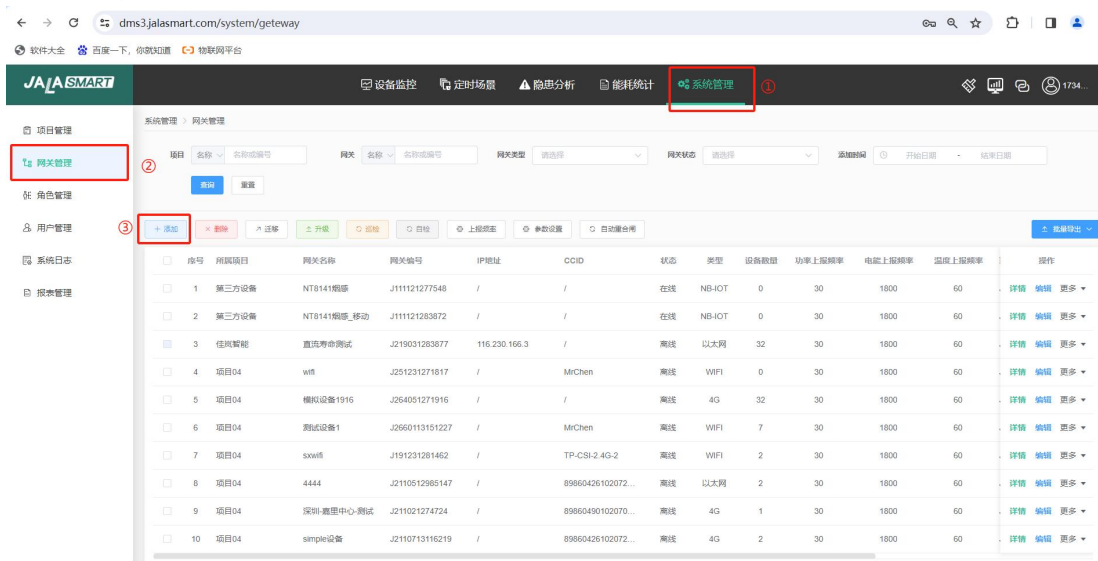 dms3.jalasmart.com/system/geteway
软件大全 百度一下，你就知道 物联网平台
JALASMART 设备监控 定时场景 隐患分析 能耗统计 系统管理 ① 1734...
项目管理
网关管理 ②
角色管理
用户管理
系统日志
报表管理
系统管理 > 网关管理
项目 名称 名称或编号 网关 名称 名称或编号 网关类型 请选择 网关状态 请选择 添加时间 开始日期 - 结束日期
查询 重置
③ + 添加 × 删除 迁移 升级 巡检 自检 上报频率 参数设置 自动重合闸 批量导出
序号 所属项目 网关名称 网关编号 IP地址 CCID 状态 类型 设备数量 功率上报频率 电能上报频率 温度上报频率 操作
1 第三方设备 NT8141烟感 J111121277548 / / 在线 NB-IOT 0 30 1800 60 详情 编辑 更多
2 第三方设备 NT8141烟感_移动 J111121283872 / / 在线 NB-IOT 0 30 1800 60 详情 编辑 更多
3 佳岚智能 直流寿命测试 J219031283877 116.230.166.3 / 离线 以太网 32 30 1800 60 详情 编辑 更多
4 项目04 wifi J251231271817 / MrChen 离线 WIFI 0 30 1800 60 详情 编辑 更多
5 项目04 模拟设备1916 J264051271916 / / 离线 4G 32 30 1800 60 详情 编辑 更多
6 项目04 测试设备1 J2660113151227 / MrChen 离线 WIFI 7 30 1800 60 详情 编辑 更多
7 项目04 sxwifi J191231281462 / TP-CSI-2.4G-2 离线 WIFI 2 30 1800 60 详情 编辑 更多
8 项目04 4444 J2110512985147 / 89860426102072... 离线 以太网 2 30 1800 60 详情 编辑 更多
9 项目04 深圳-嘉里中心-测试 J211021274724 / 89860490102070... 离线 4G 1 30 1800 60 详情 编辑 更多
10 项目04 simple设备 J2110713116219 / 89860426102072... 离线 4G 2 30 1800 60 详情 编辑 更多